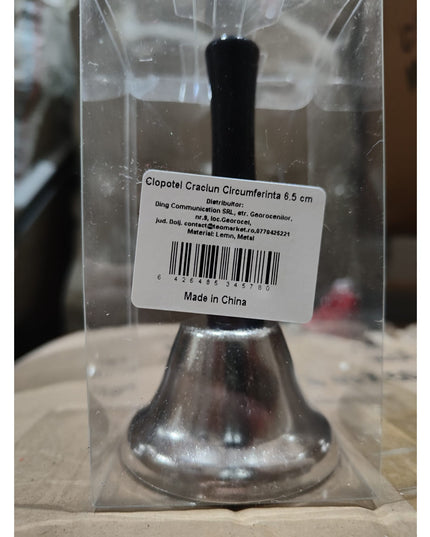 Clopotel Craciun Circumferinta 6.5 cm
Distribuitor:
Ding Communication SRL, str. Georocenilor,
nr.9, loc.Georocel,
jud. Dolj, contact@teomarket.ro,0770426221
Material: Lemn, Metal
6 426485 345780
Made in China